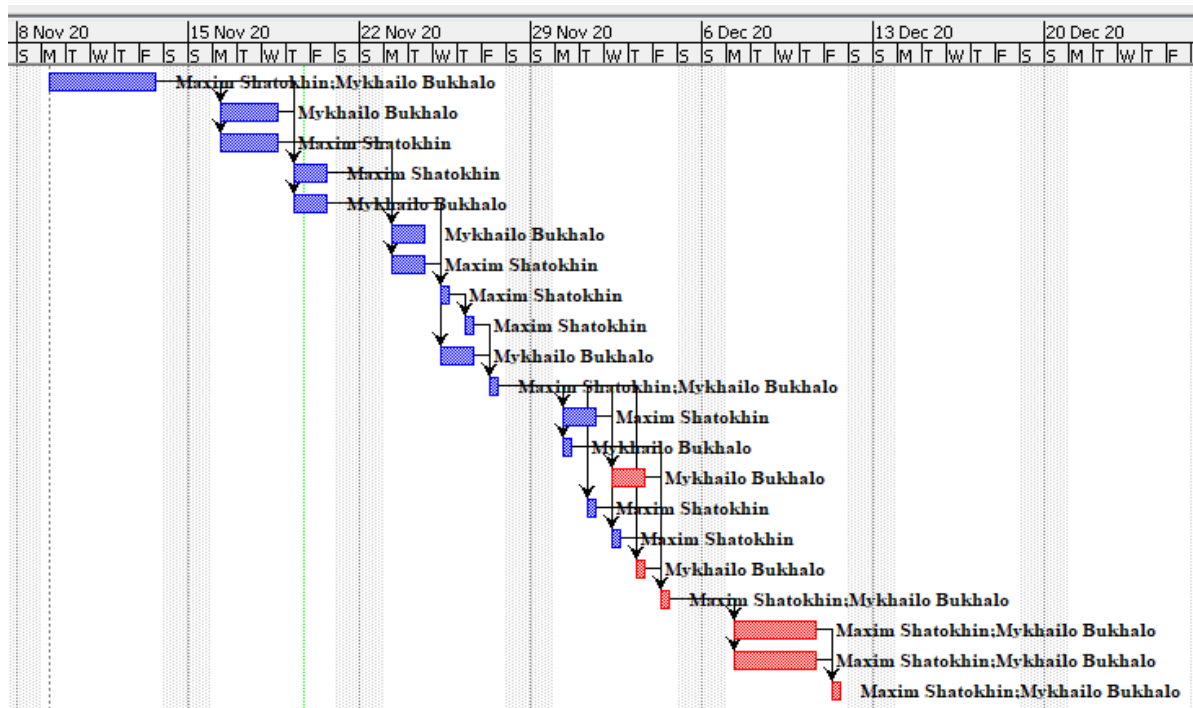 8 Nov 20 15 Nov 20 22 Nov 20 29 Nov 20 6 Dec 20 13 Dec 20 20 Dec 20
S M T W T F S S M T W T F S S M T W T F S S M T W T F S S M T W T F S S M T W T F S S M T W T F
Maxim Shatokhin;Mykhailo Bukhalo
Mykhailo Bukhalo
Maxim Shatokhin
Maxim Shatokhin
Mykhailo Bukhalo
Mykhailo Bukhalo
Maxim Shatokhin
Maxim Shatokhin
Maxim Shatokhin
Mykhailo Bukhalo
Maxim Shatokhin;Mykhailo Bukhalo
Maxim Shatokhin
Mykhailo Bukhalo
Mykhailo Bukhalo
Maxim Shatokhin
Maxim Shatokhin
Mykhailo Bukhalo
Maxim Shatokhin;Mykhailo Bukhalo
Maxim Shatokhin;Mykhailo Bukhalo
Maxim Shatokhin;Mykhailo Bukhalo
Maxim Shatokhin;Mykhailo Bukhalo